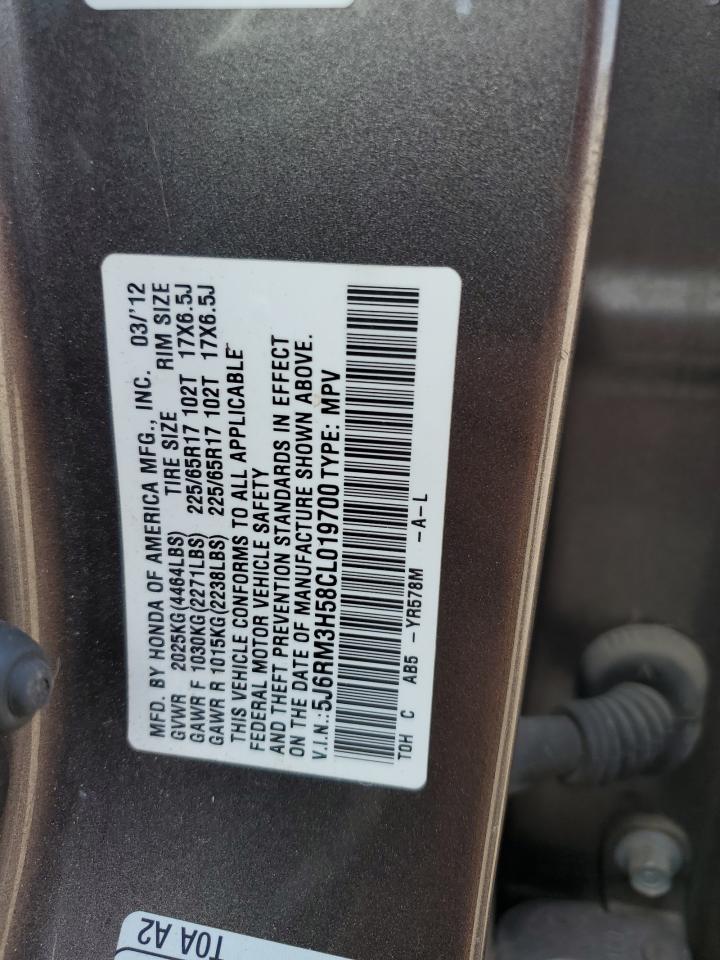 MFD. BY HONDA OF AMERICA MFG., INC. 03/'12
GVWR 2025KG(4464LBS) TIRE SIZE RIM SIZE
GAWR F 1030KG(2271LBS) 225/65R17 102T 17X6.5J
GAWR R 1015KG(2238LBS) 225/65R17 102T 17X6.5J
THIS VEHICLE CONFORMS TO ALL APPLICABLE
FEDERAL MOTOR VEHICLE SAFETY
AND THEFT PREVENTION STANDARDS IN EFFECT
ON THE DATE OF MANUFACTURE SHOWN ABOVE.
V.I.N.:5J6RM3H58CL019700 TYPE: MPV
TOH C AB5 -YR578M -A-L
TOA A2